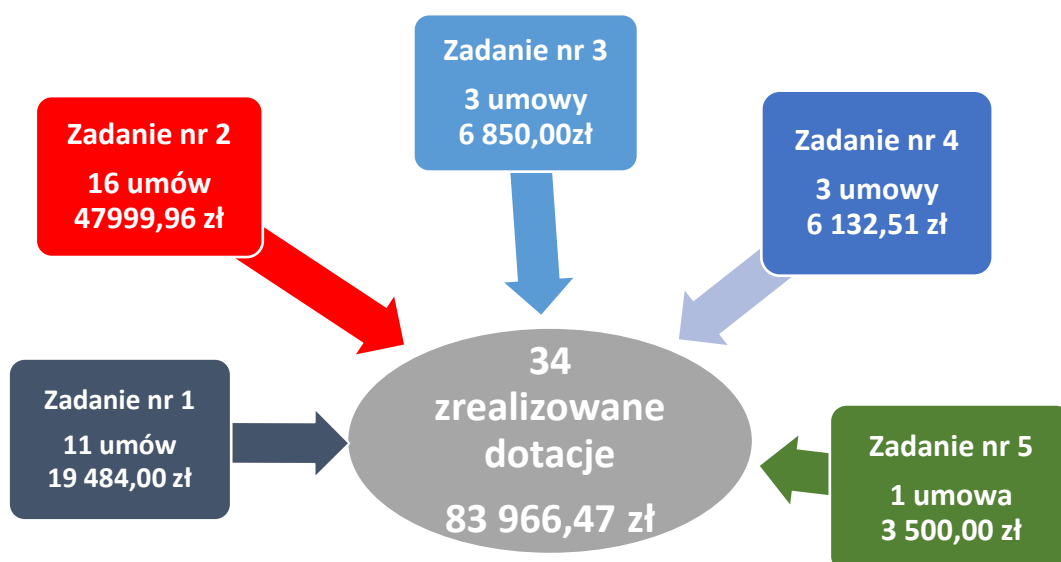 Zadanie nr 3
3 umowy
6 850,00zł
Zadanie nr 2
16 umów
47999,96 zł
Zadanie nr 4
3 umowy
6 132,51 zł
Zadanie nr 1
11 umów
19 484,00 zł
34
zrealizowane
dotacje
83 966,47 zł
Zadanie nr 5
1 umowa
3 500,00 zł